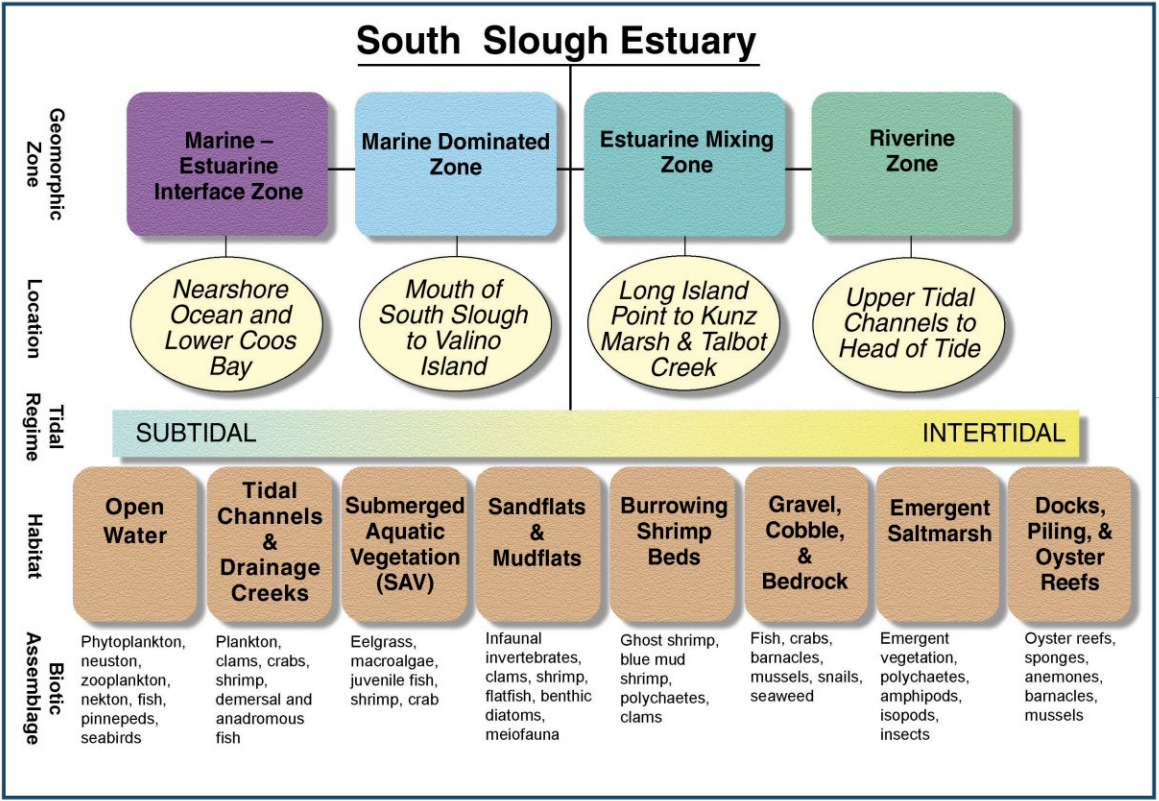 South Slough Estuary
Geomorphic
Zone
Marine –
Estuarine
Interface Zone
Marine Dominated
Zone
Estuarine Mixing
Zone
Riverine
Zone
Location
Nearshore
Ocean and
Lower Coos
Bay
Mouth of
South Slough
to Valino
Island
Long Island
Point to Kunz
Marsh & Talbot
Creek
Upper Tidal
Channels to
Head of Tide
Tidal
Regime
SUBTIDAL
INTERTIDAL
Habitat
Open
Water
Tidal
Channels
&
Drainage
Creeks
Submerged
Aquatic
Vegetation
(SAV)
Sandflats
&
Mudflats
Burrowing
Shrimp
Beds
Gravel,
Cobble,
&
Bedrock
Emergent
Saltmarsh
Docks,
Piling, &
Oyster
Reefs
Biotic
Assemblage
Phytoplankton,
neuston,
zooplankton,
nekton, fish,
pinnepeds,
seabirds
Plankton,
clams, crabs,
shrimp,
demersal and
anadromous
fish
Eelgrass,
macroalgae,
juvenile fish,
shrimp, crab
Infaunal
invertebrates,
clams, shrimp,
flatfish, benthic
diatoms,
meiofauna
Ghost shrimp,
blue mud
shrimp,
polychaetes,
clams
Fish, crabs,
barnacles,
mussels, snails,
seaweed
Emergent
vegetation,
polychaetes,
amphipods,
isopods,
insects
Oyster reefs,
sponges,
anemones,
barnacles,
mussels